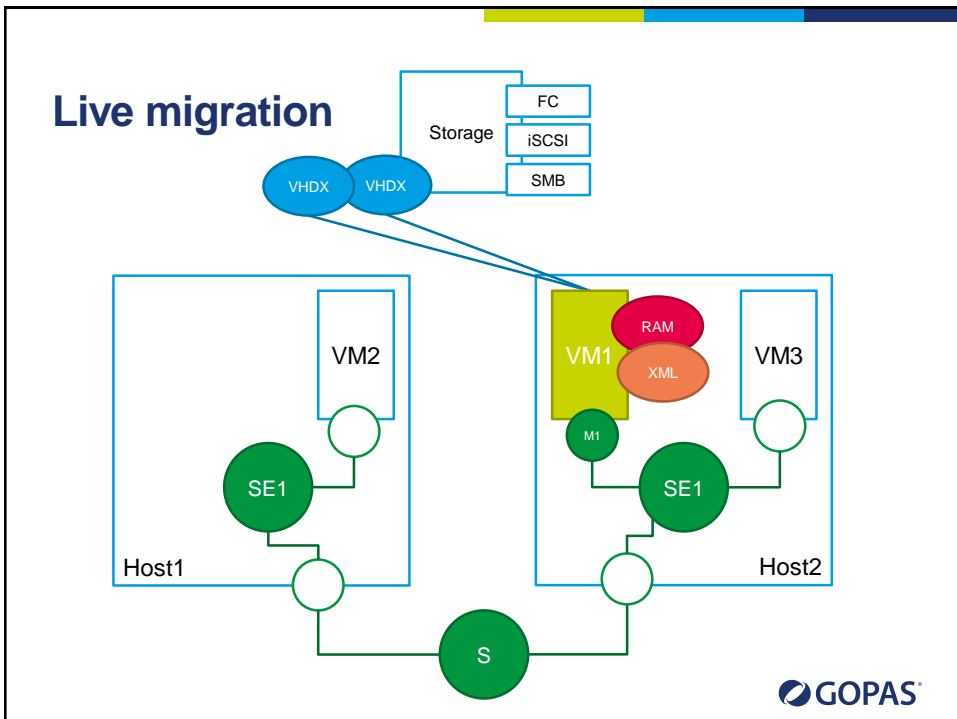 Live migration
Storage
FC
iSCSI
SMB
VHDX
VHDX
VM2
VM1
RAM
XML
VM3
M1
SE1
SE1
Host1
Host2
S
GOPAS®